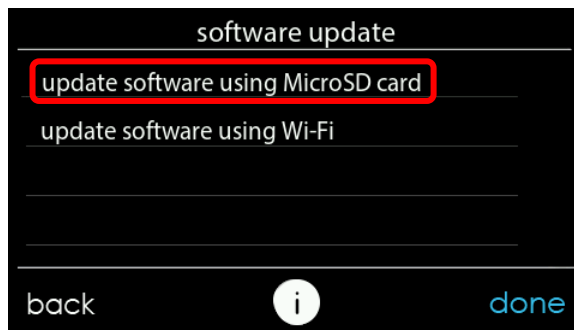 software update
update software using MicroSD card
update software using Wi-Fi
back i done